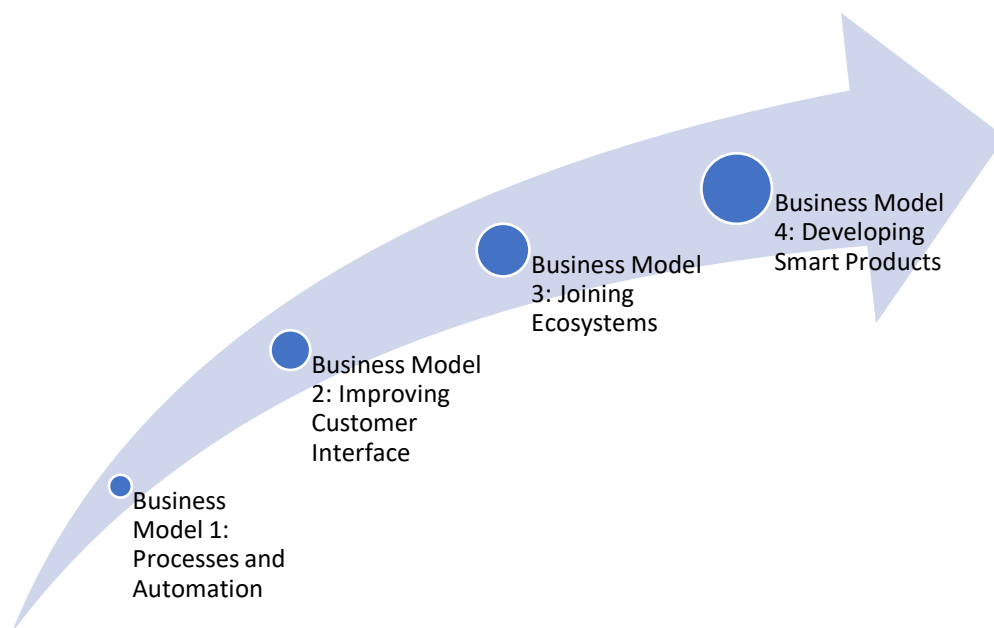 Business
Model 1:
Processes and
Automation
Business Model
2: Improving
Customer
Interface
Business Model
3: Joining
Ecosystems
Business Model
4: Developing
Smart Products